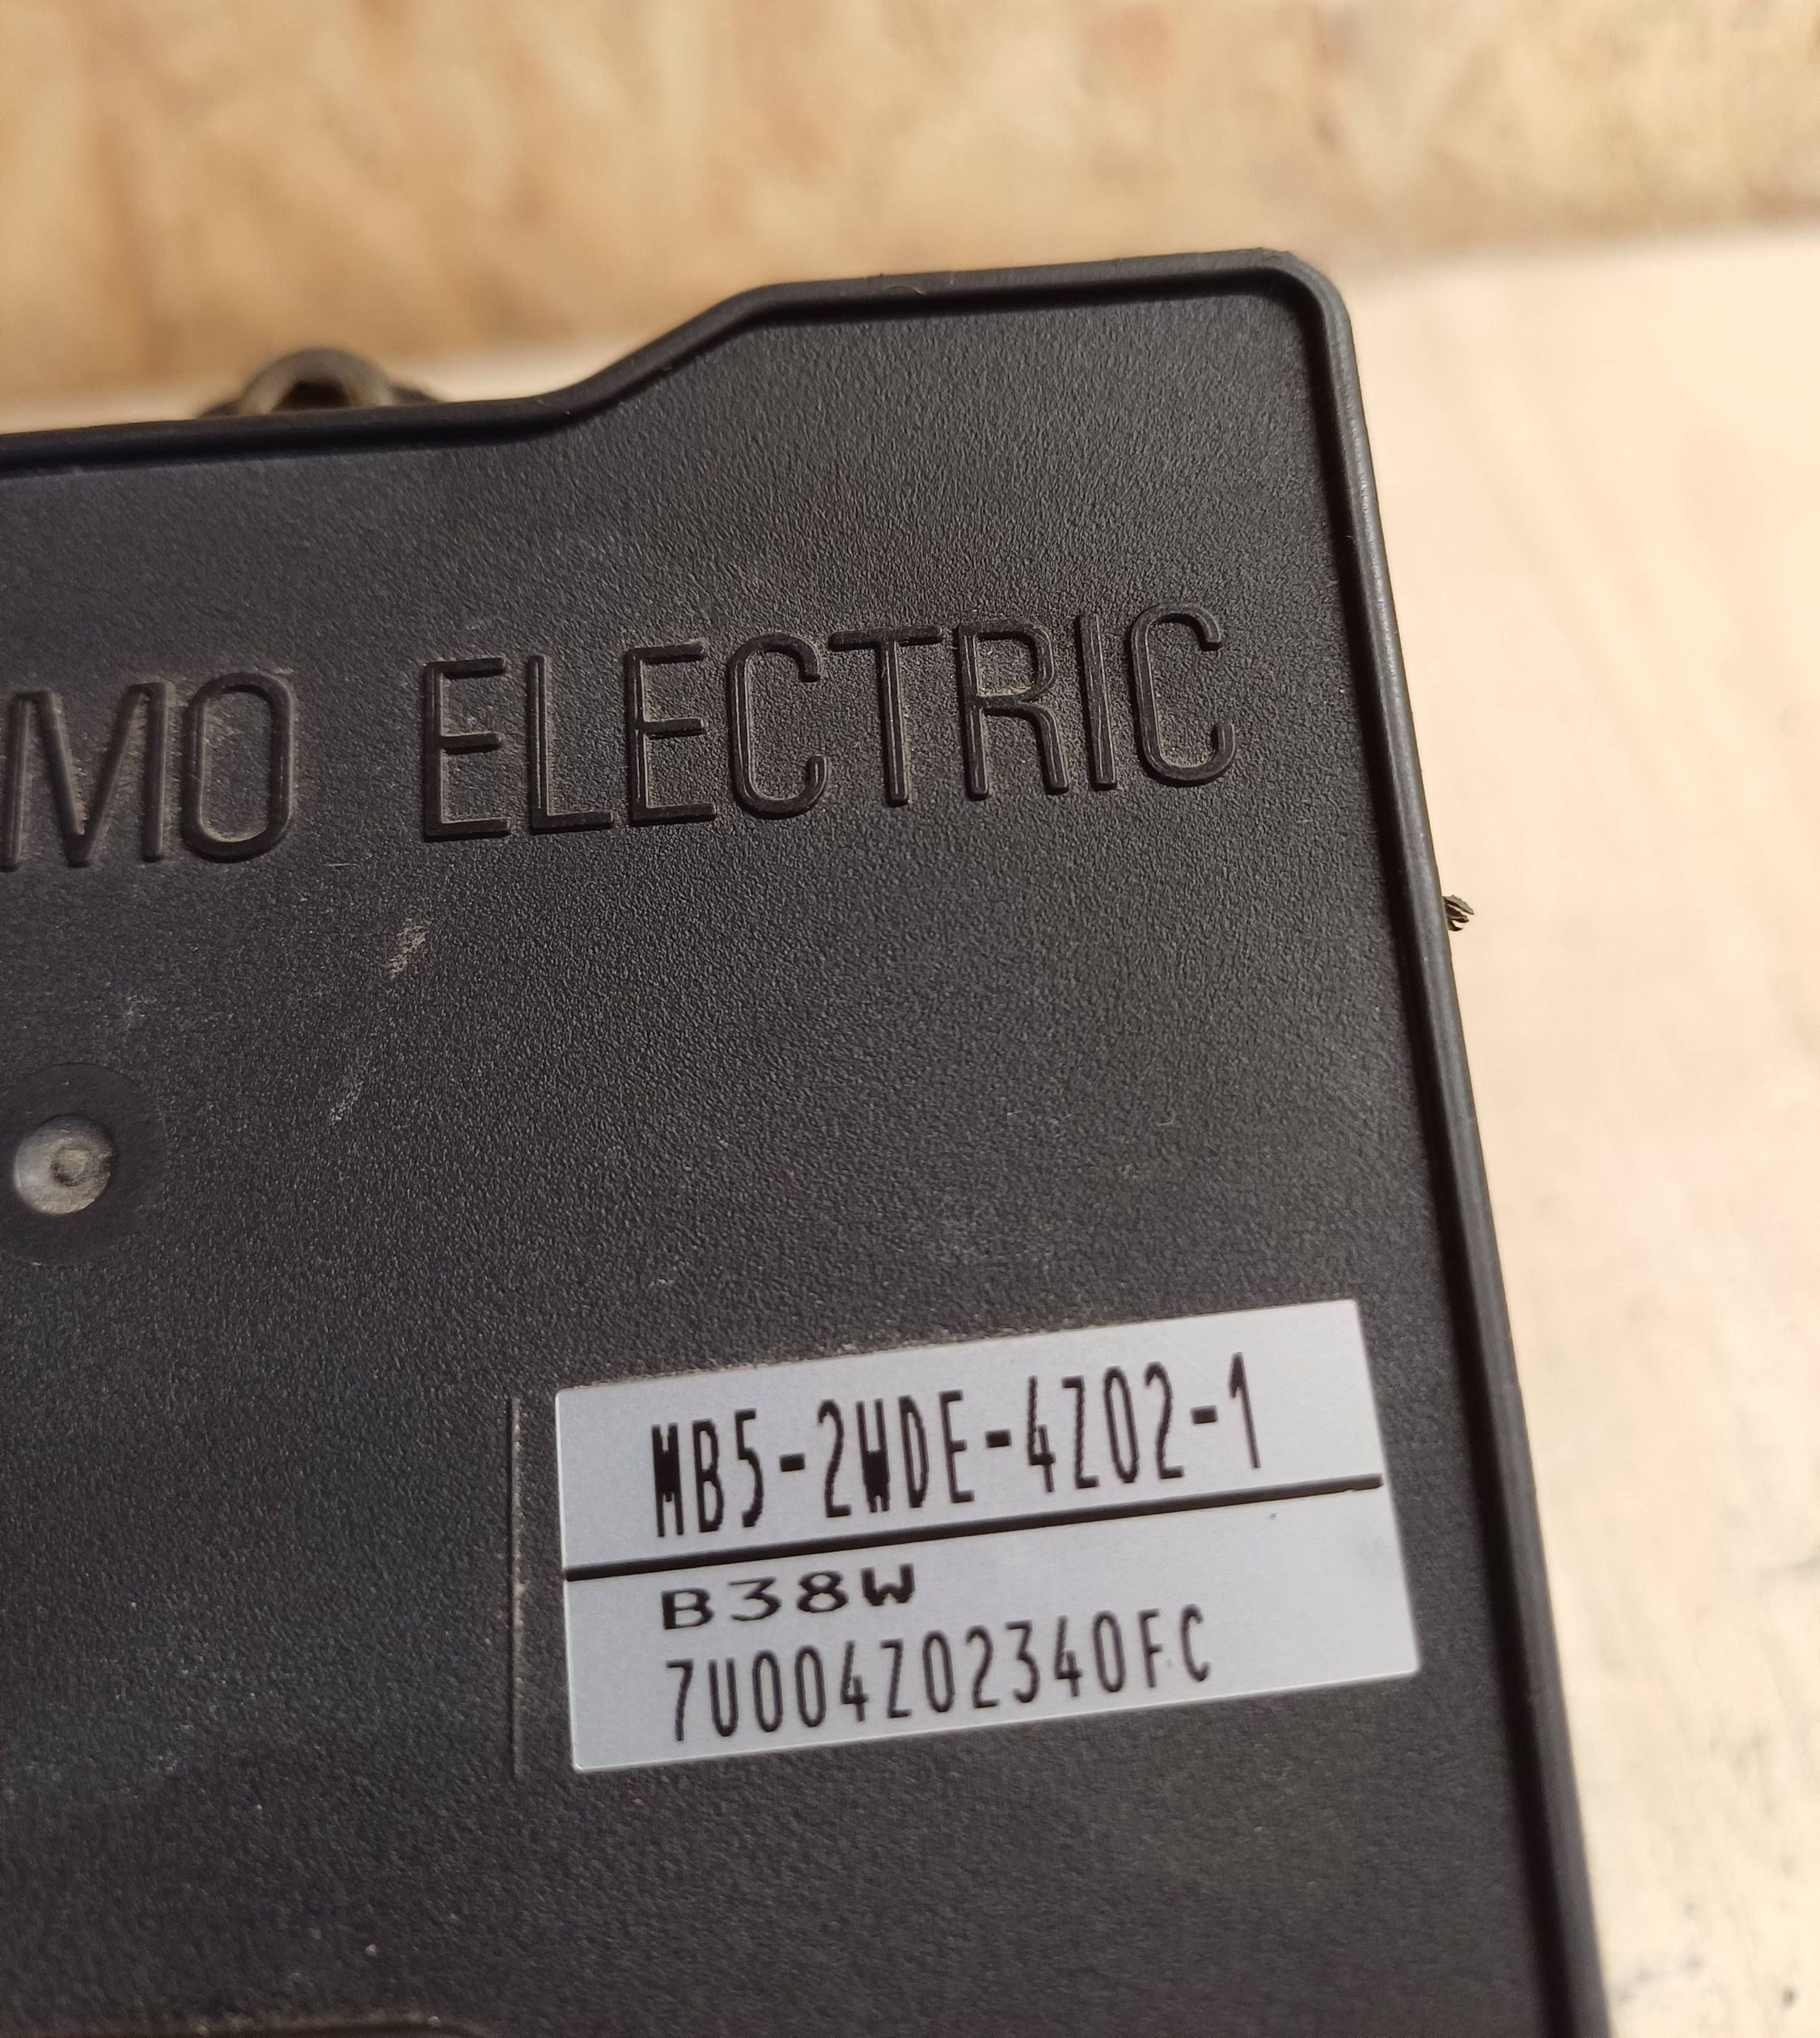 MO ELECTRIC
MB5-2WDE-4Z02-1
B38W
7U004Z02340FC